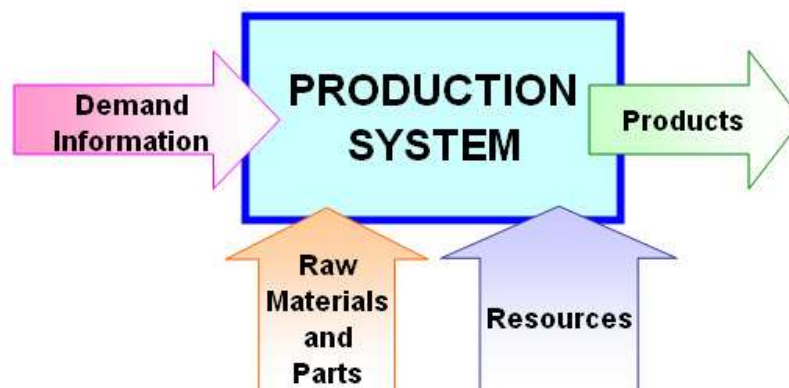 PRODUCTION
SYSTEM
Demand
Information
Products
Raw
Materials
and
Parts
Resources